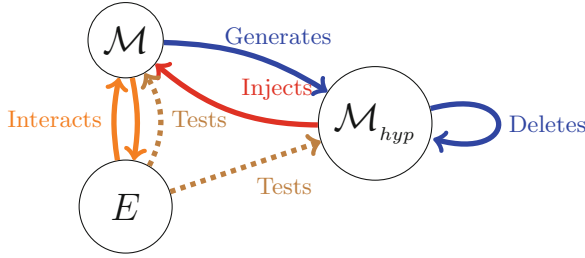 ℳ
Generates
Injects
Interacts
Tests
ℳ_hyp
Deletes
Tests
E